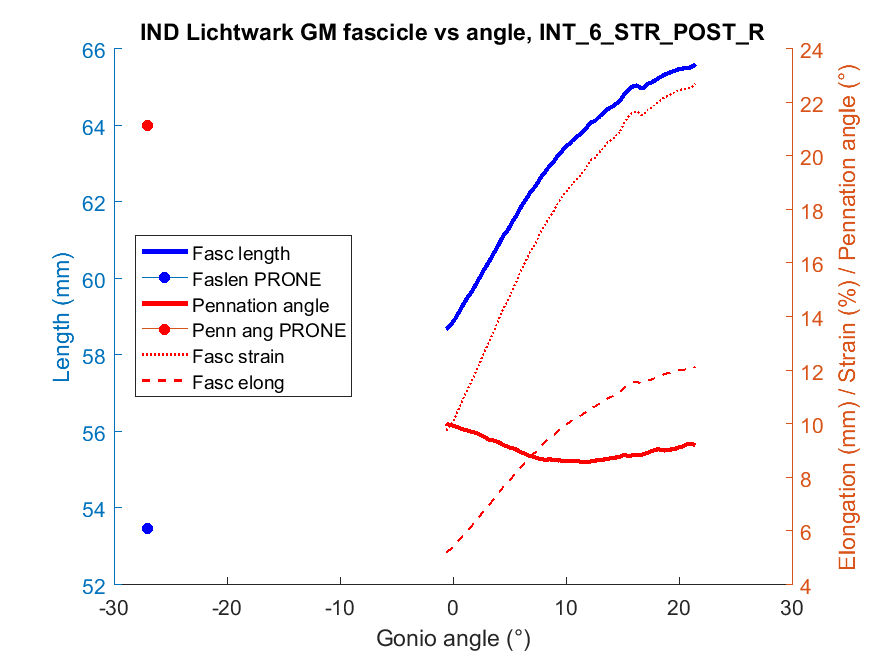 IND Lichtwark GM fascicle vs angle, INT_6_STR_POST_R
66
64
62
60
58
56
54
52
Length (mm)
24
22
20
18
16
14
12
10
8
6
4
Elongation (mm) / Strain (%) / Pennation angle (°)
Fasc length
Faslen PRONE
Pennation angle
Penn ang PRONE
Fasc strain
Fasc elong
-30 -20 -10 0 10 20 30
Gonio angle (°)